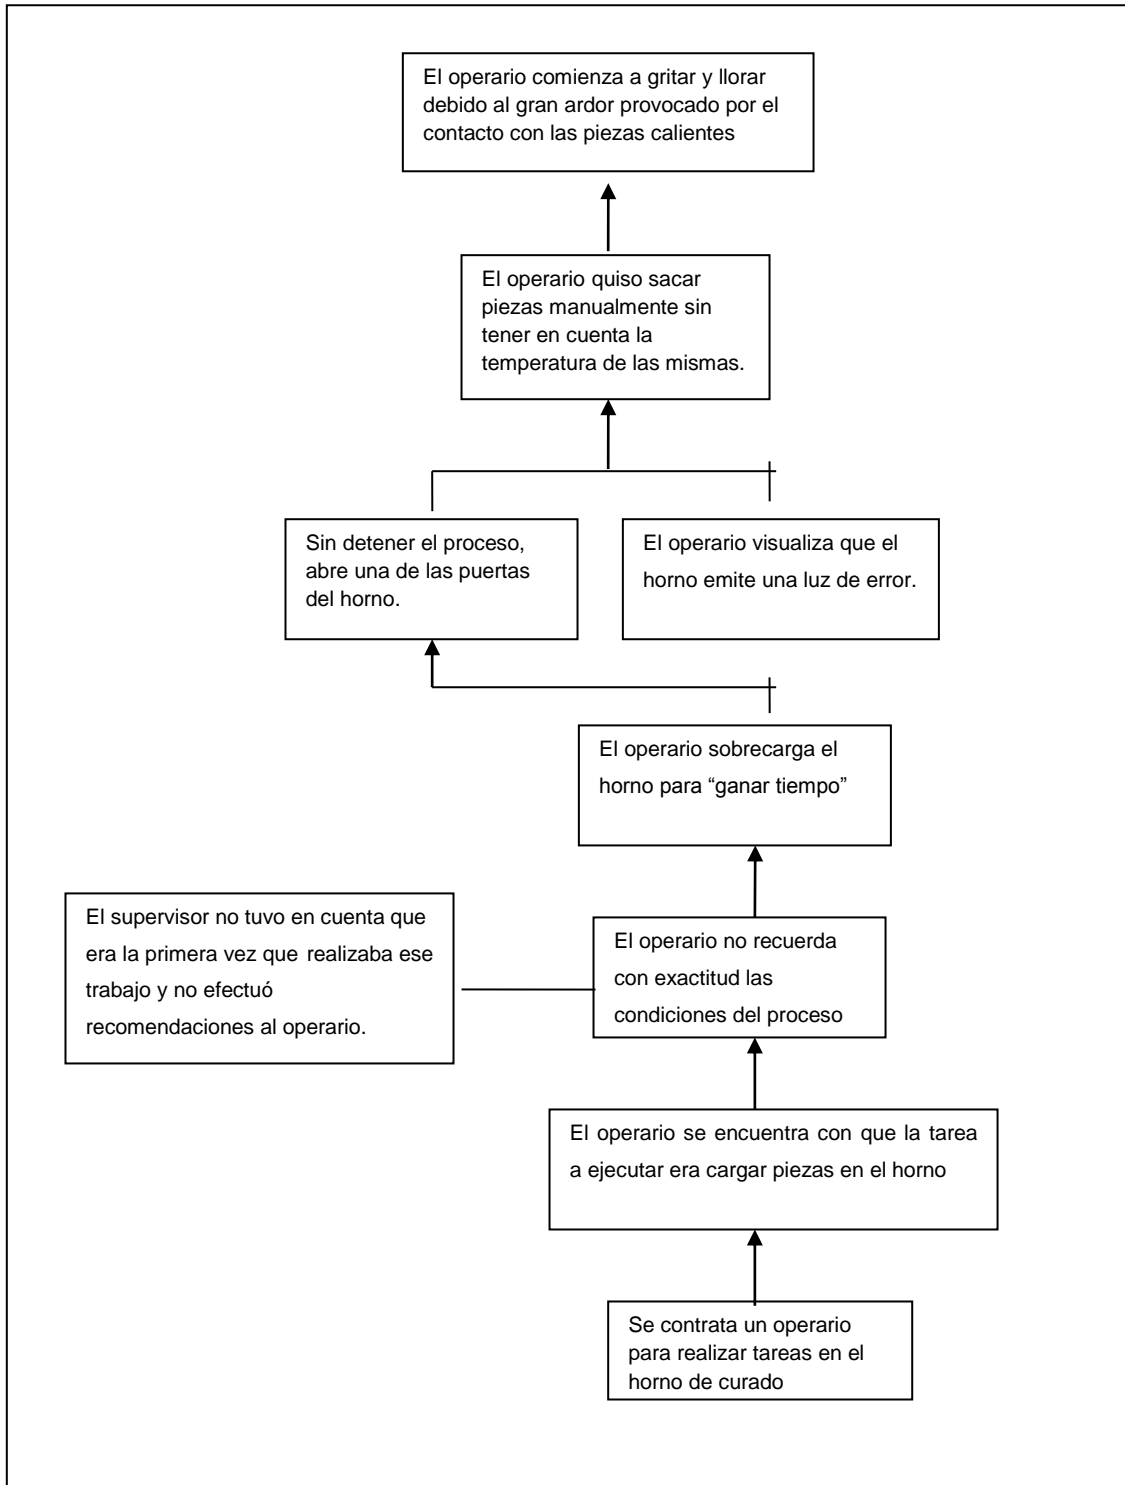 El operario comienza a gritar y llorar
debido al gran ardor provocado por el
contacto con las piezas calientes
El operario quiso sacar
piezas manualmente sin
tener en cuenta la
temperatura de las mismas.
Sin detener el proceso,
abre una de las puertas
del horno.
El operario visualiza que el
horno emite una luz de error.
El operario sobrecarga el
horno para “ganar tiempo”
El supervisor no tuvo en cuenta que
era la primera vez que realizaba ese
trabajo y no efectuó
recomendaciones al operario.
El operario no recuerda
con exactitud las
condiciones del proceso
El operario se encuentra con que la tarea
a ejecutar era cargar piezas en el horno
Se contrata un operario
para realizar tareas en el
horno de curado